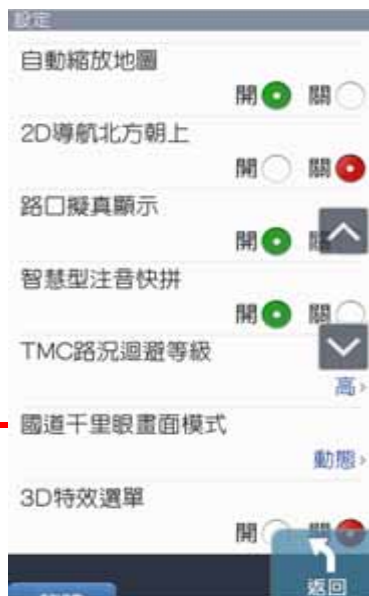 設定
自動縮放地圖
開 關
2D導航北方朝上
開 關
路口擬真顯示
開
智慧型注音快拼
開 關
TMC路況迴避等級
高
國道千里眼畫面模式
動態
3D特效選單
開 關
返回